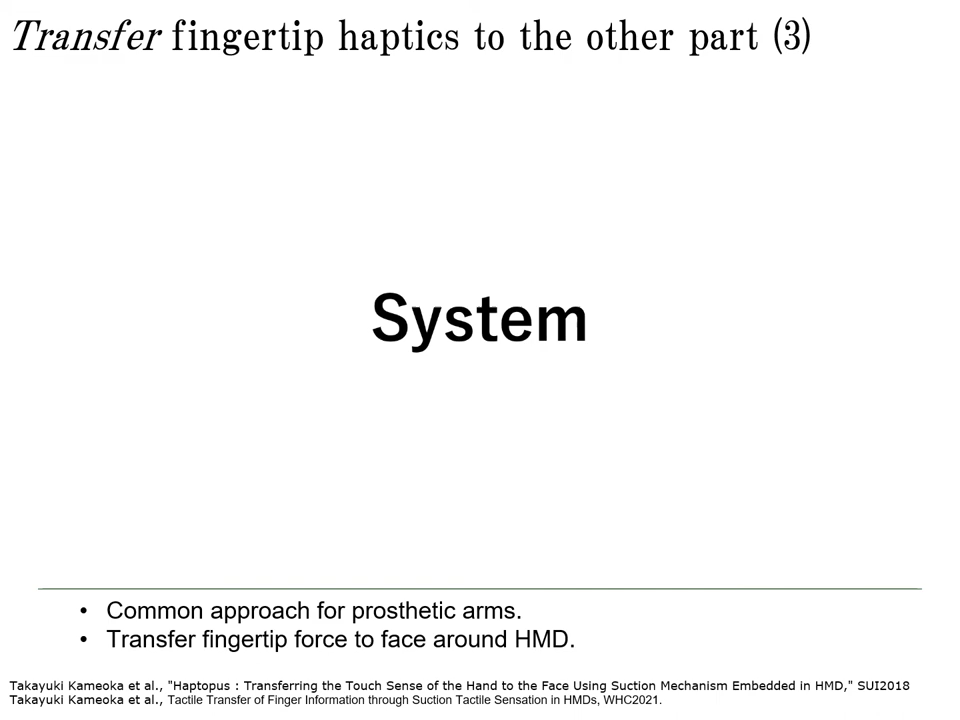 Transfer fingertip haptics to the other part (3)
System
• Common approach for prosthetic arms.
• Transfer fingertip force to face around HMD.
Takayuki Kameoka et al., "Haptopus : Transferring the Touch Sense of the Hand to the Face Using Suction Mechanism Embedded in HMD," SUI2018
Takayuki Kameoka et al., Tactile Transfer of Finger Information through Suction Tactile Sensation in HMDs, WHC2021.